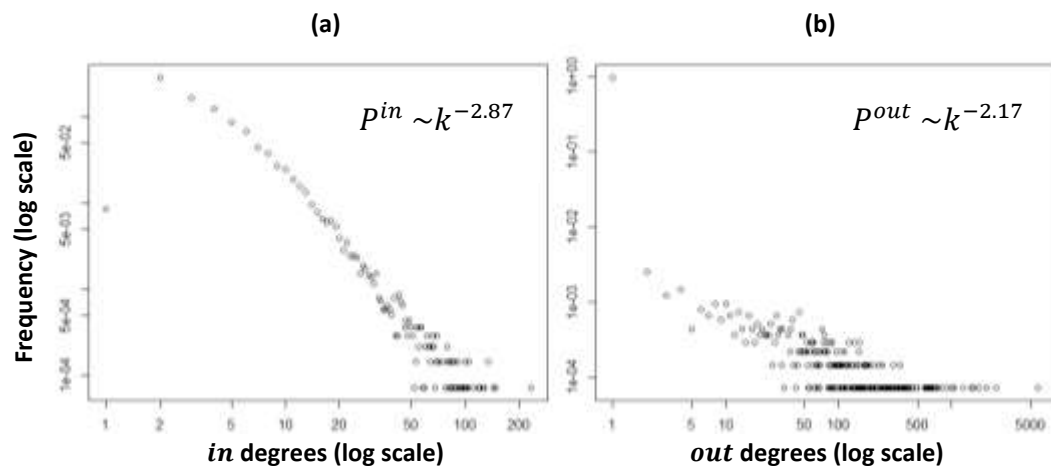 (a)
(b)
Frequency (log scale)
5e-02
5e-03
5e-04
1e-04
P^in ~k^−2.87
1 2 5 10 20 50 100 200
in degrees (log scale)
1e+00
1e-01
1e-02
1e-03
1e-04
P^out ~k^−2.17
1 5 10 50 100 500 5000
out degrees (log scale)